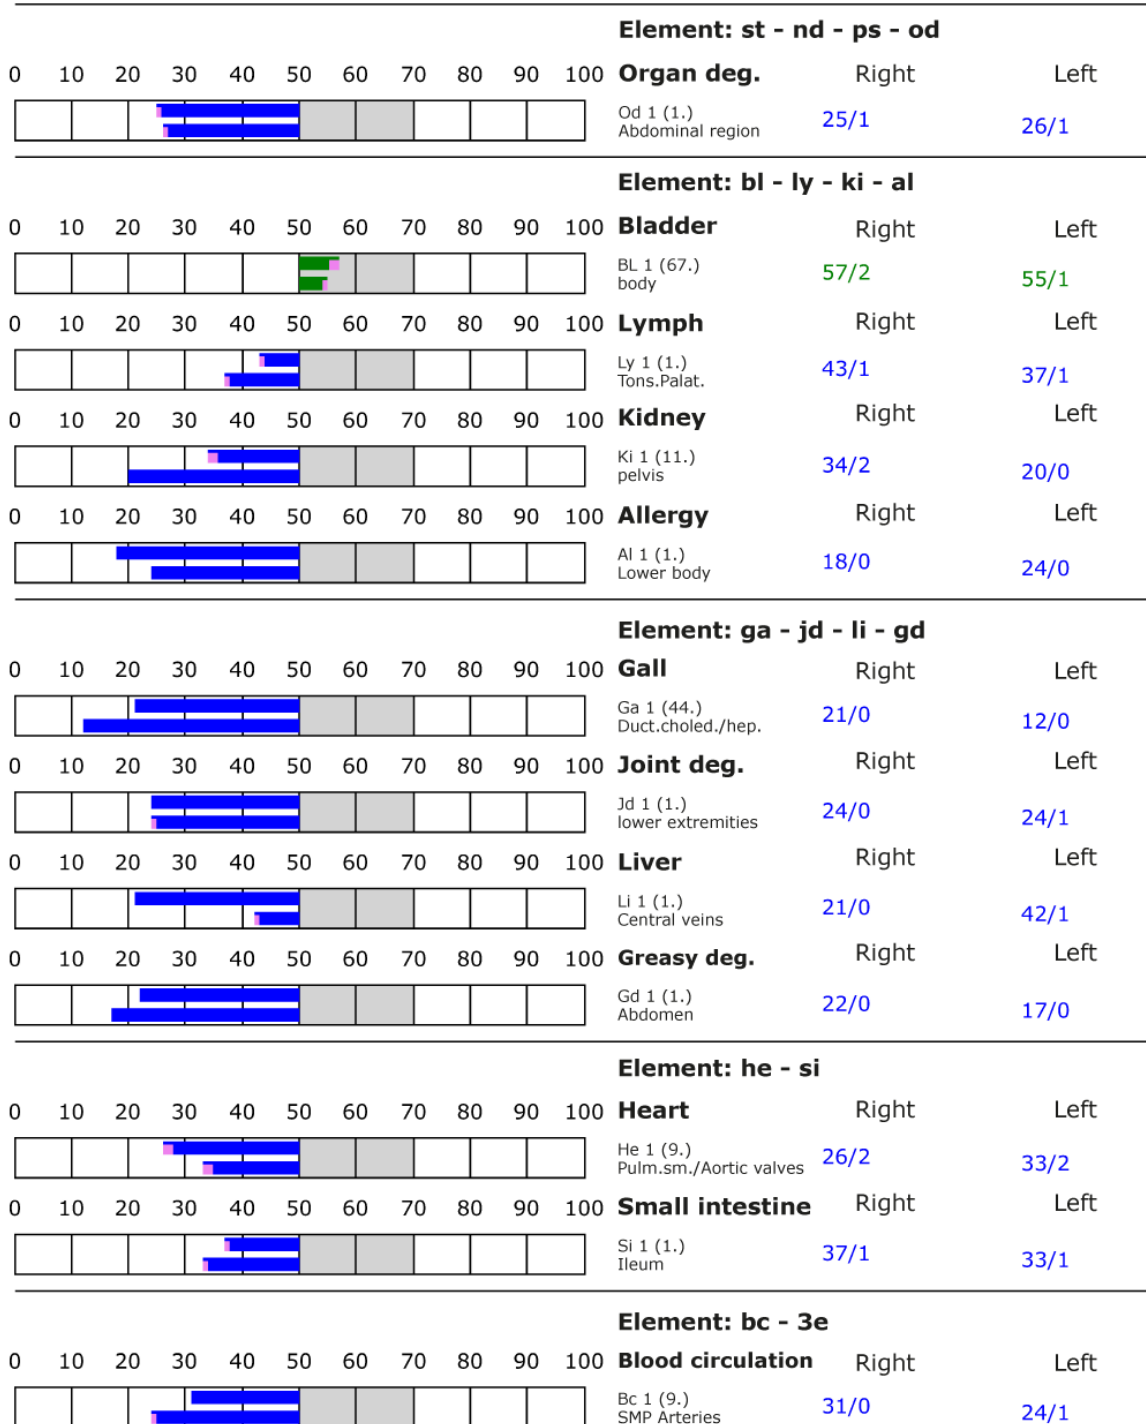 Element: st - nd - ps - od
0 10 20 30 40 50 60 70 80 90 100 Organ deg. Right Left
Od 1 (1.) 25/1 26/1
Abdominal region
Element: bl - ly - ki - al
0 10 20 30 40 50 60 70 80 90 100 Bladder Right Left
BL 1 (67.) 57/2 55/1
body
0 10 20 30 40 50 60 70 80 90 100 Lymph Right Left
Ly 1 (1.) 43/1 37/1
Tons.Palat.
0 10 20 30 40 50 60 70 80 90 100 Kidney Right Left
Ki 1 (11.) 34/2 20/0
pelvis
0 10 20 30 40 50 60 70 80 90 100 Allergy Right Left
Al 1 (1.) 18/0 24/0
Lower body
Element: ga - jd - li - gd
0 10 20 30 40 50 60 70 80 90 100 Gall Right Left
Ga 1 (44.) 21/0 12/0
Duct.choled./hep.
0 10 20 30 40 50 60 70 80 90 100 Joint deg. Right Left
Jd 1 (1.) 24/0 24/1
lower extremities
0 10 20 30 40 50 60 70 80 90 100 Liver Right Left
Li 1 (1.) 21/0 42/1
Central veins
0 10 20 30 40 50 60 70 80 90 100 Greasy deg. Right Left
Gd 1 (1.) 22/0 17/0
Abdomen
Element: he - si
0 10 20 30 40 50 60 70 80 90 100 Heart Right Left
He 1 (9.) 26/2 33/2
Pulm.sm./Aortic valves
0 10 20 30 40 50 60 70 80 90 100 Small intestine Right Left
Si 1 (1.) 37/1 33/1
Ileum
Element: bc - 3e
0 10 20 30 40 50 60 70 80 90 100 Blood circulation Right Left
Bc 1 (9.) 31/0 24/1
SMP Arteries